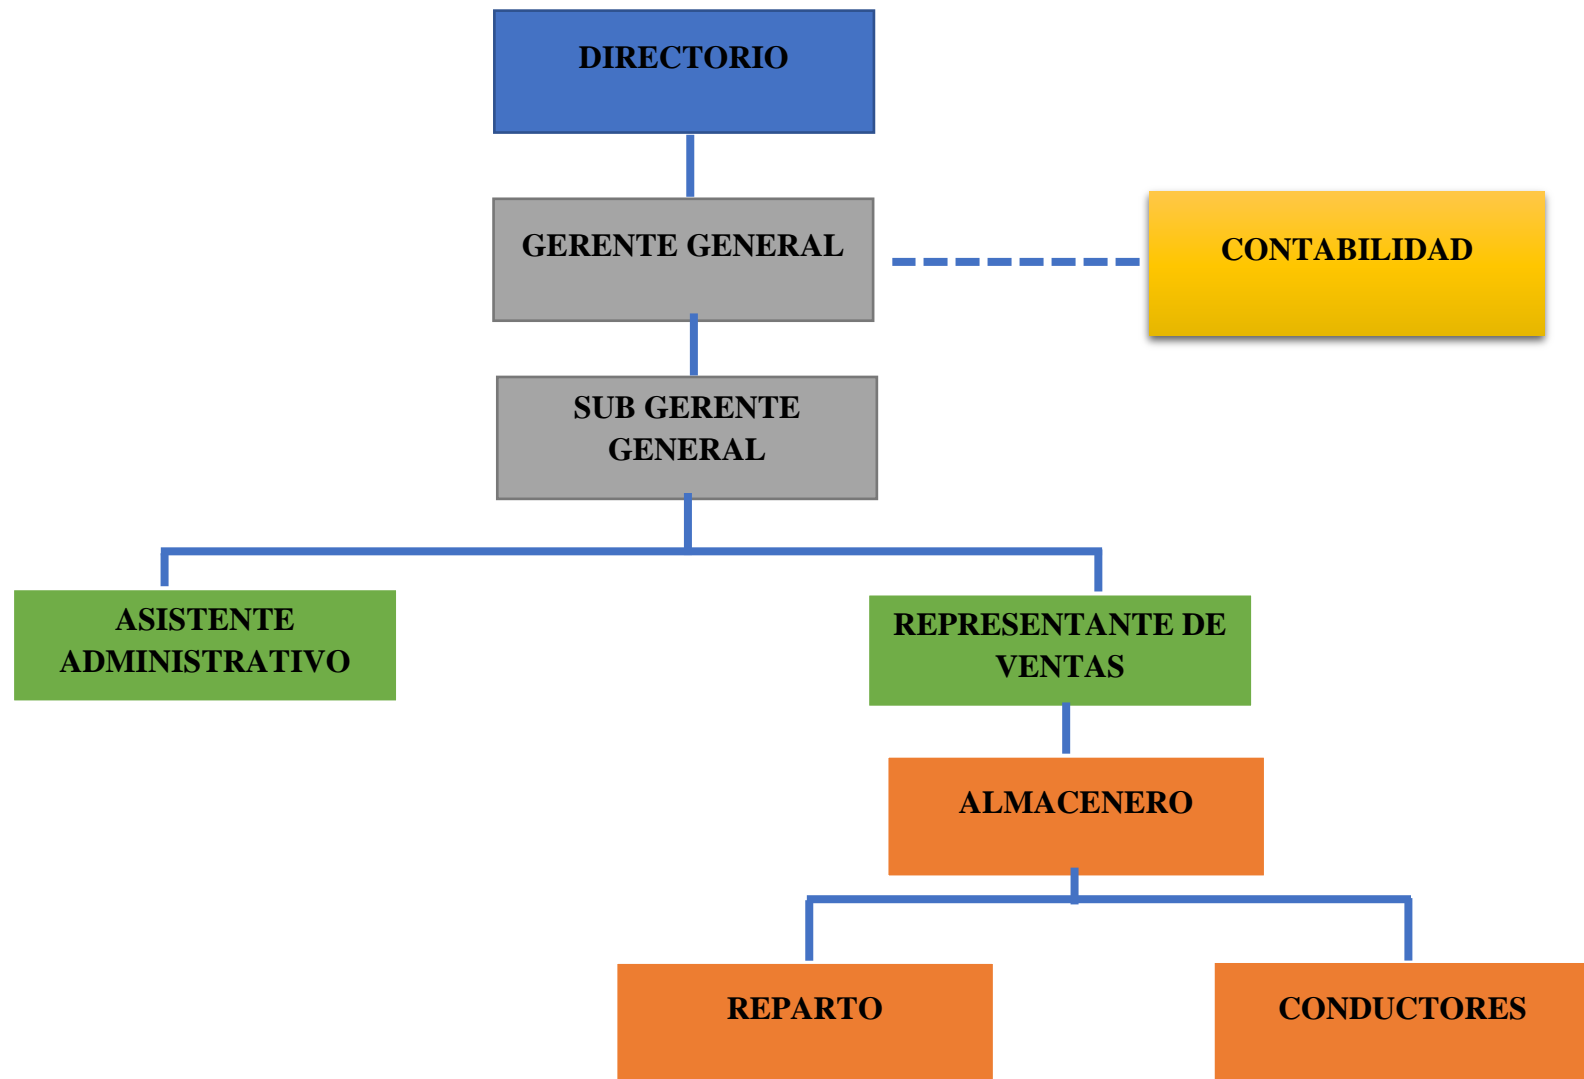 DIRECTORIO
GERENTE GENERAL
CONTABILIDAD
SUB GERENTE
GENERAL
ASISTENTE
ADMINISTRATIVO
REPRESENTANTE DE
VENTAS
ALMACENERO
REPARTO
CONDUCTORES